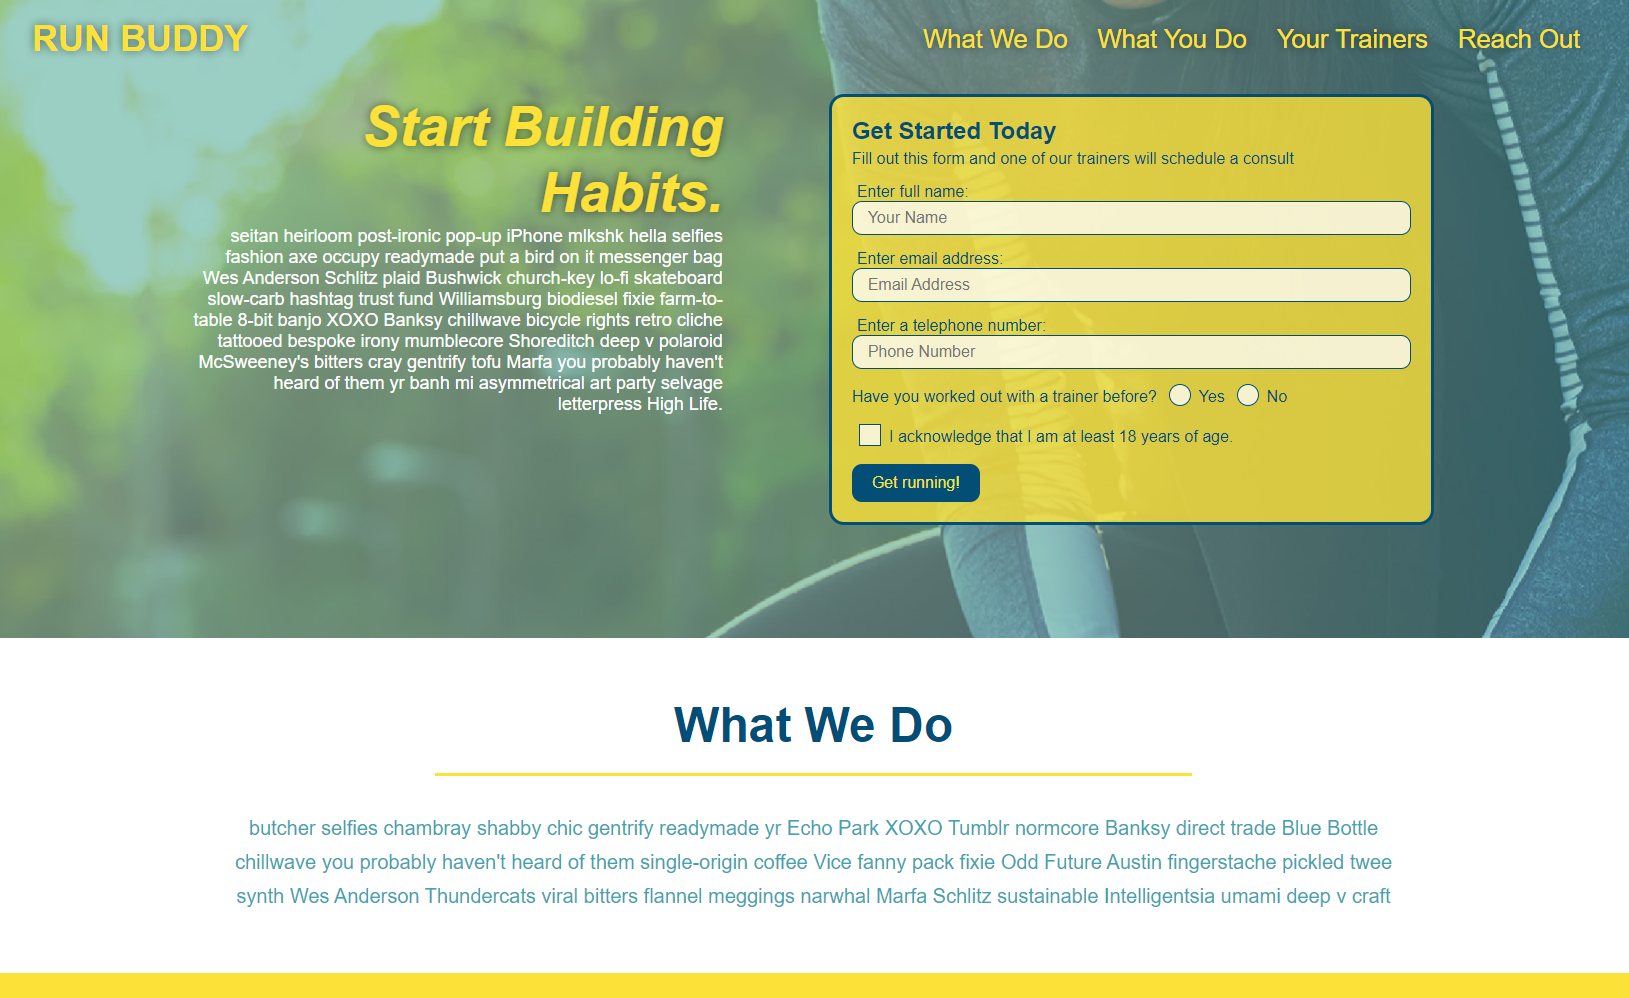 RUN BUDDY
What We Do What You Do Your Trainers Reach Out
Start Building
Habits.
seitan heirloom post-ironic pop-up iPhone mlkshk hella selfies
fashion axe occupy readymade put a bird on it messenger bag
Wes Anderson Schlitz plaid Bushwick church-key lo-fi skateboard
slow-carb hashtag trust fund Williamsburg biodiesel fixie farm-to-
table 8-bit banjo XOXO Banksy chillwave bicycle rights retro cliche
tattooed bespoke irony mumblecore Shoreditch deep v polaroid
McSweeney's bitters cray gentrify tofu Marfa you probably haven't
heard of them yr banh mi asymmetrical art party selvage
letterpress High Life.
Get Started Today
Fill out this form and one of our trainers will schedule a consult
Enter full name:
Your Name
Enter email address:
Email Address
Enter a telephone number:
Phone Number
Have you worked out with a trainer before? Yes No
I acknowledge that I am at least 18 years of age.
Get running!
What We Do
butcher selfies chambray shabby chic gentrify readymade yr Echo Park XOXO Tumblr normcore Banksy direct trade Blue Bottle
chillwave you probably haven't heard of them single-origin coffee Vice fanny pack fixie Odd Future Austin fingerstache pickled twee
synth Wes Anderson Thundercats viral bitters flannel meggings narwhal Marfa Schlitz sustainable Intelligentsia umami deep v craft